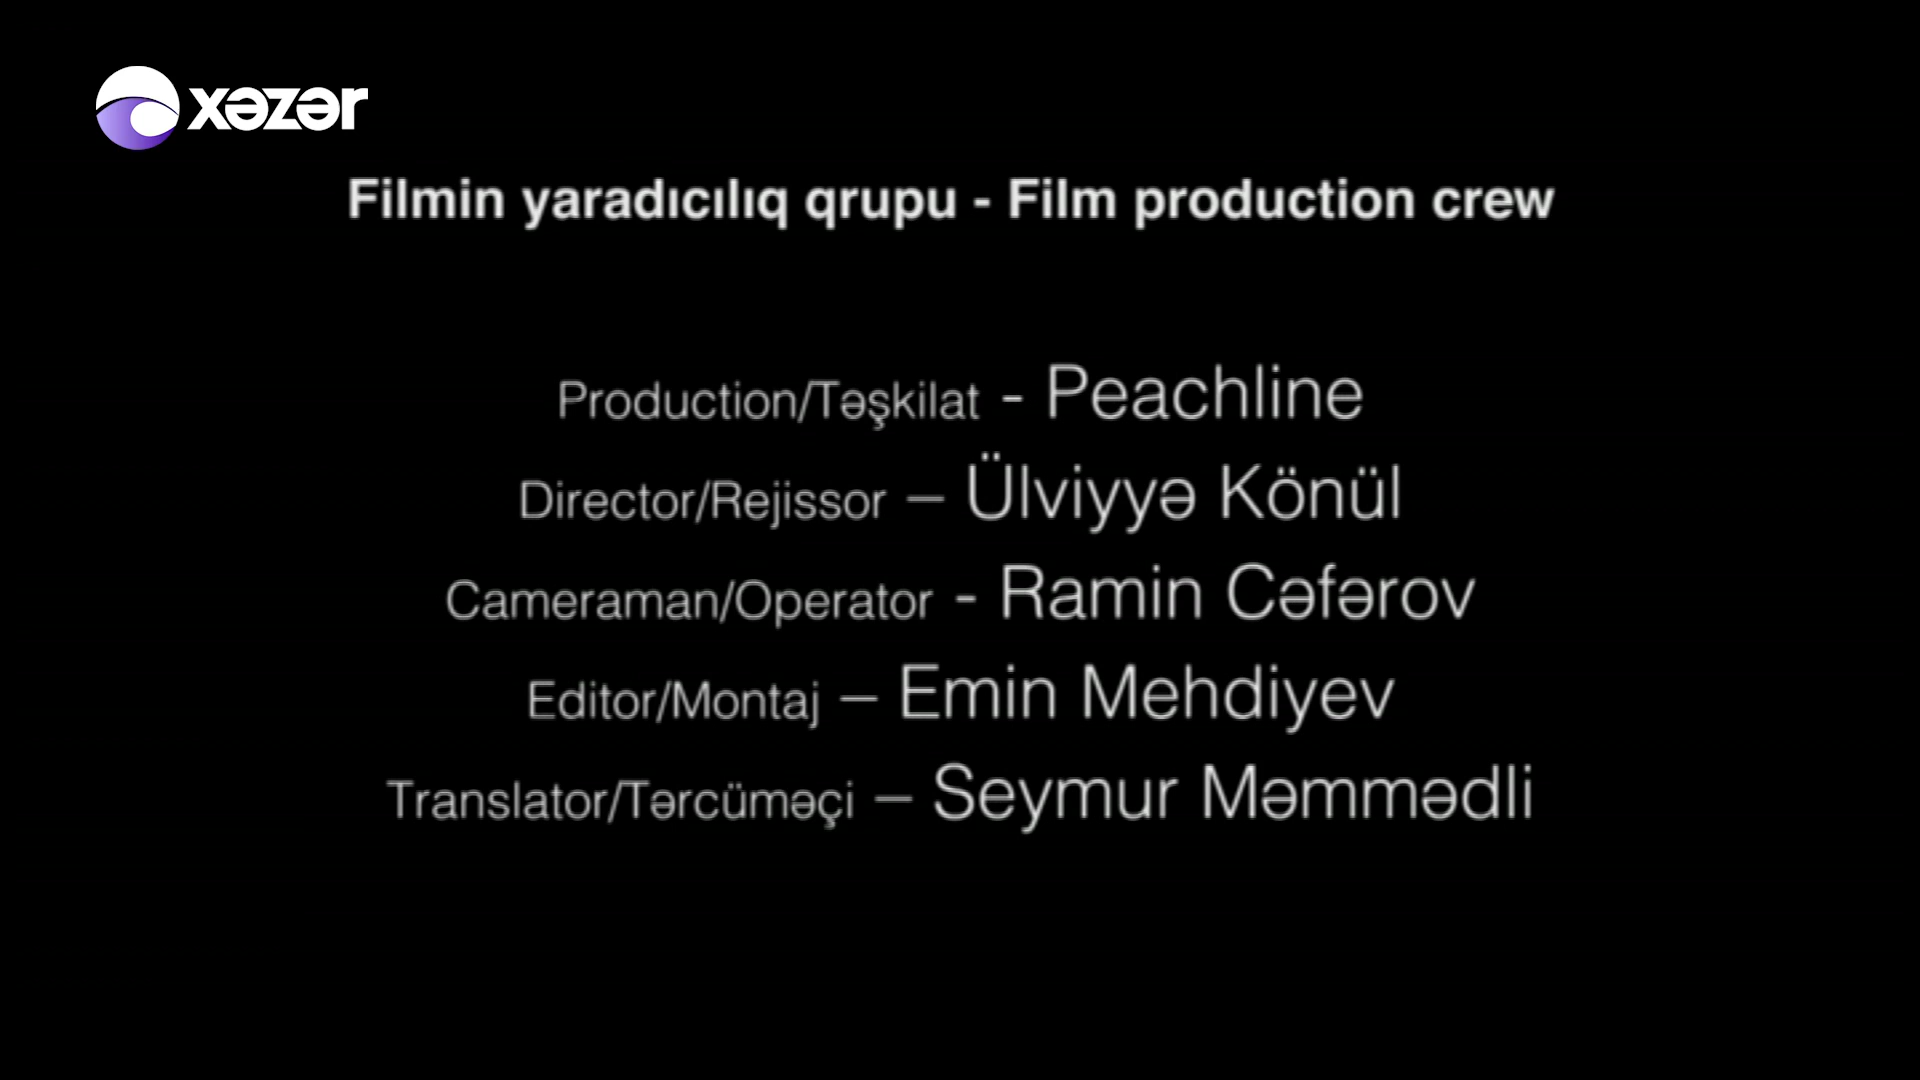 xəzər
Filmin yaradıcılıq qrupu - Film production crew
Production/Təşkilat - Peachline
Director/Rejissor – Ülviyyə Könül
Cameraman/Operator - Ramin Cəfərov
Editor/Montaj – Emin Mehdiyev
Translator/Tərcüməçi – Seymur Məmmədli